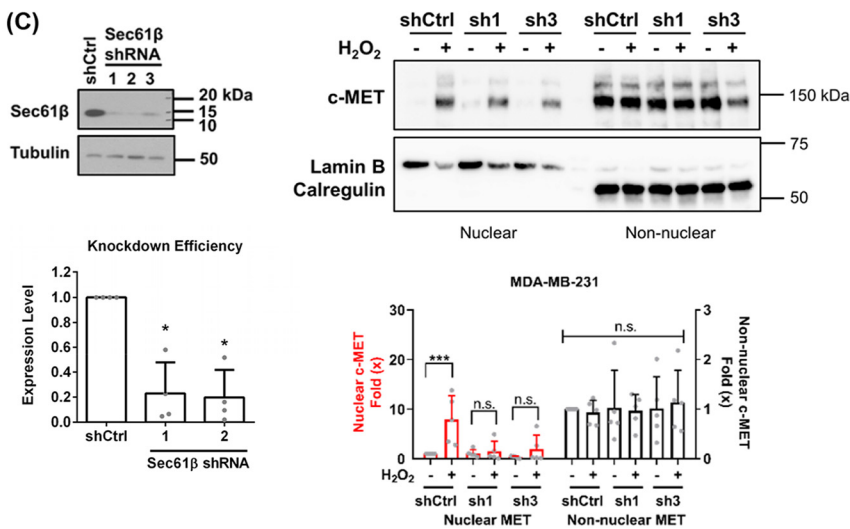 (C)
Sec61β
shRNA
shCtrl
1 2 3
20 kDa
Sec61β
15
10
Tubulin
50
shCtrl sh1 sh3 shCtrl sh1 sh3
H₂O₂ - + - + - + - + - + - +
c-MET
150 kDa
75
Lamin B
Calregulin
50
Nuclear Non-nuclear
Knockdown Efficiency
Expression Level
1.2
1.0
0.8
0.6
0.4
0.2
0.0
* *
shCtrl 1 2
Sec61β shRNA
MDA-MB-231
Nuclear c-MET
Fold (x)
30
20
10
0
*** n.s. n.s. n.s.
3
2
1
0
Non-nuclear c-MET
Fold (x)
H₂O₂ - + - + - + - + - + - +
shCtrl sh1 sh3 shCtrl sh1 sh3
Nuclear MET Non-nuclear MET